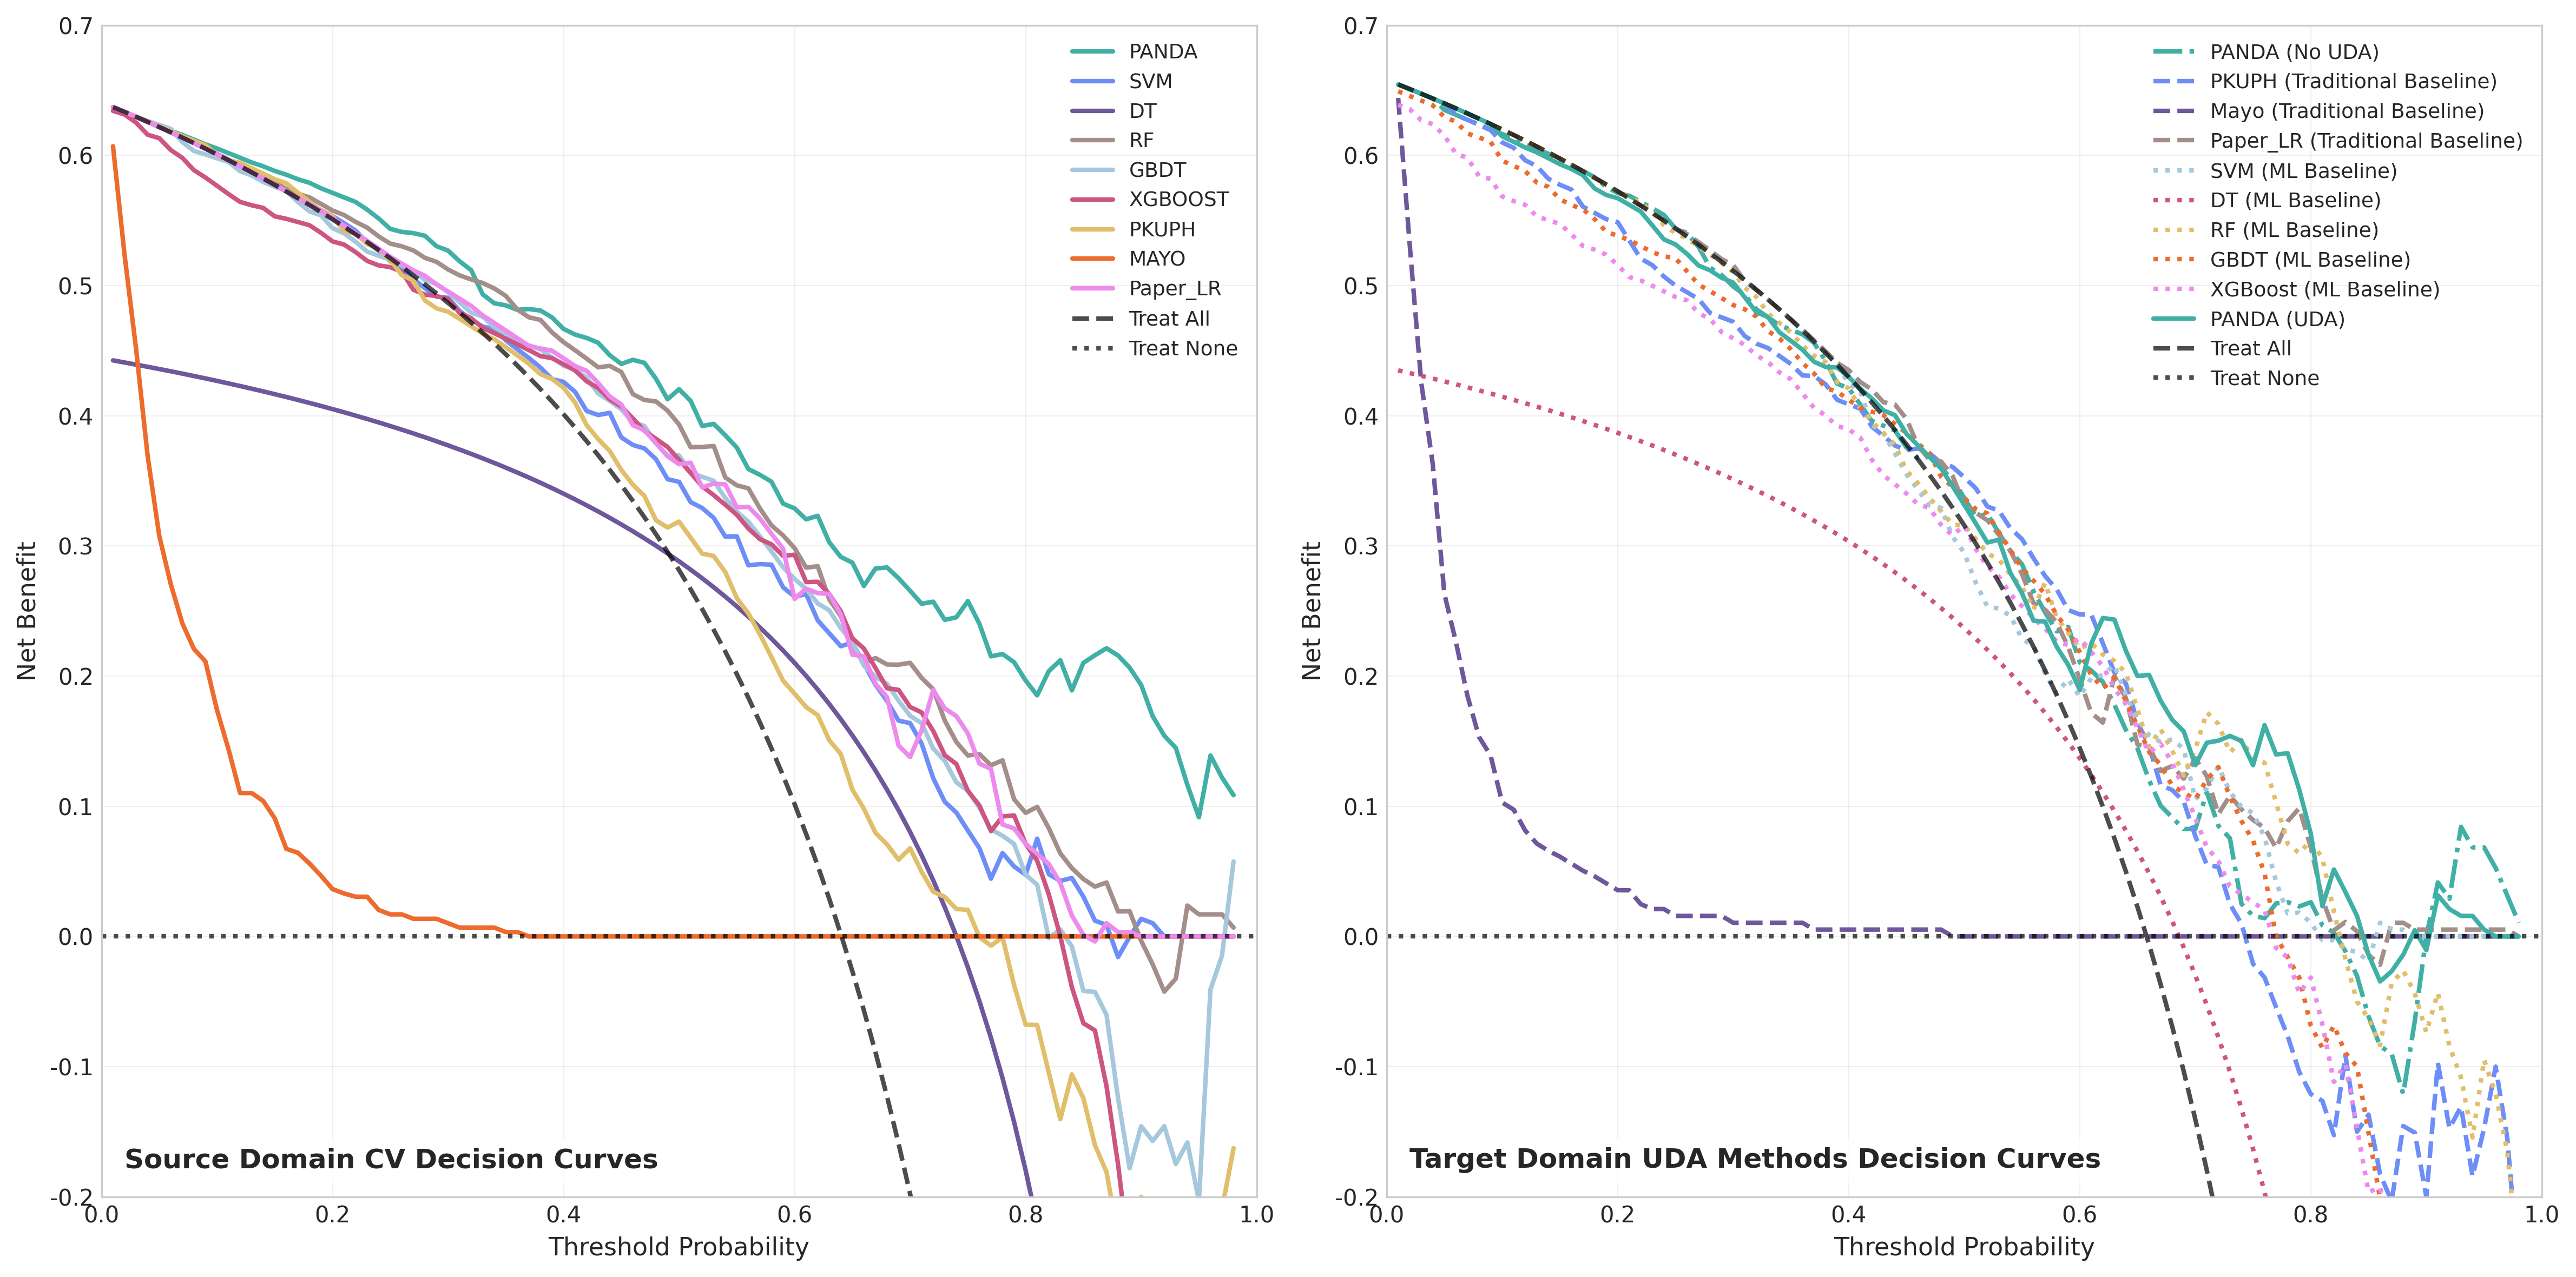 0.7
0.6
0.5
0.4
0.3
0.2
0.1
0.0
-0.1
-0.2
Net Benefit
0.0 0.2 0.4 0.6 0.8 1.0
Threshold Probability
PANDA
SVM
DT
RF
GBDT
XGBOOST
PKUPH
MAYO
Paper_LR
Treat All
Treat None
Source Domain CV Decision Curves
0.7
0.6
0.5
0.4
0.3
0.2
0.1
0.0
-0.1
-0.2
Net Benefit
0.0 0.2 0.4 0.6 0.8 1.0
Threshold Probability
PANDA (No UDA)
PKUPH (Traditional Baseline)
Mayo (Traditional Baseline)
Paper_LR (Traditional Baseline)
SVM (ML Baseline)
DT (ML Baseline)
RF (ML Baseline)
GBDT (ML Baseline)
XGBoost (ML Baseline)
PANDA (UDA)
Treat All
Treat None
Target Domain UDA Methods Decision Curves